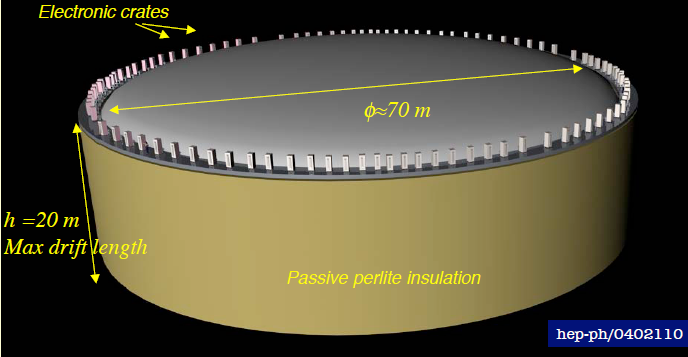 Electronic crates
ϕ≈70 m
h =20 m
Max drift length
Passive perlite insulation
hep-ph/0402110